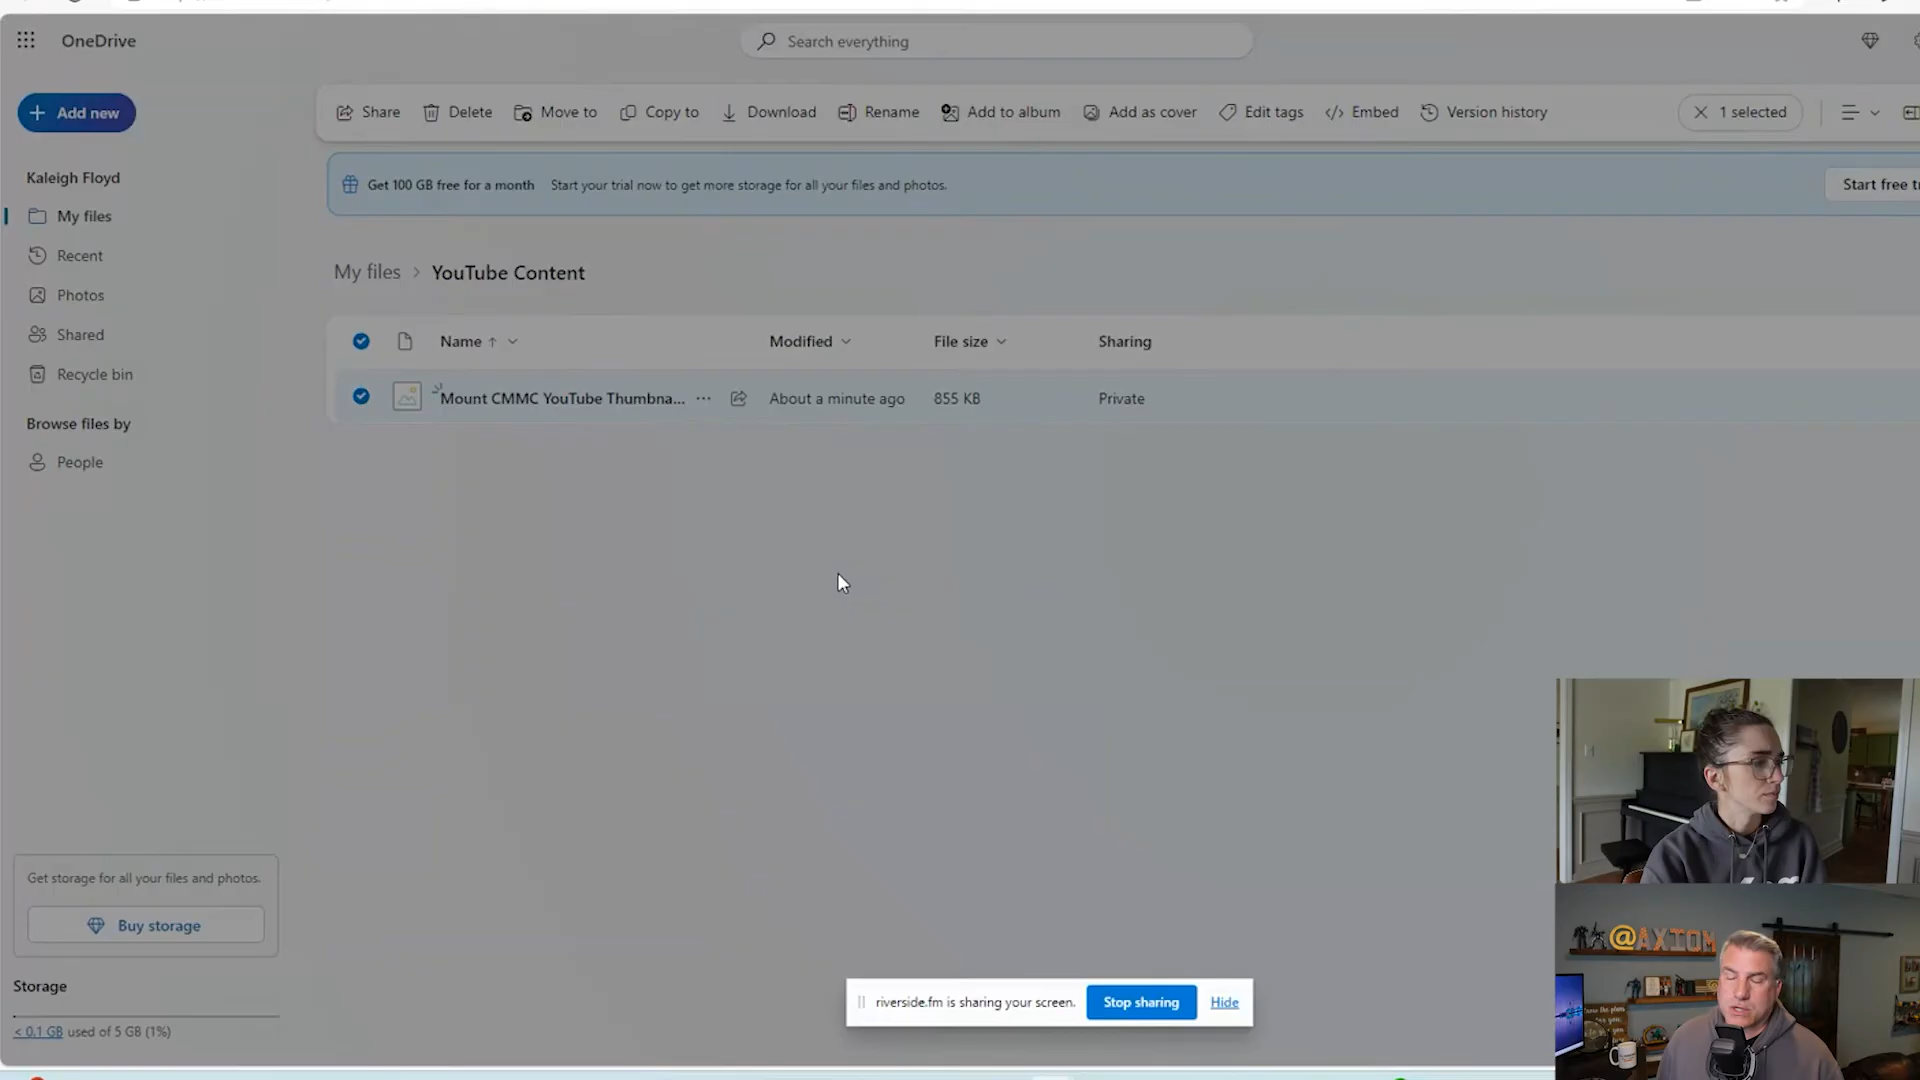 OneDrive
Search everything
Add new
Share
Delete
Move to
Copy to
Download
Rename
Add to album
Add as cover
Edit tags
Embed
Version history
1 selected
Get 100 GB free for a month Start your trial now to get more storage for all your files and photos.
Start free
Kaleigh Floyd
My files
Recent
Photos
Shared
Recycle bin
Browse files by
People
My files > YouTube Content
Name
Modified
File size
Sharing
Mount CMMC YouTube Thumbna...
About a minute ago
855 KB
Private
Get storage for all your files and photos.
Buy storage
Storage
< 0.1 GB used of 5 GB (1%)
riverside.fm is sharing your screen.
Stop sharing
Hide
@AXIOM